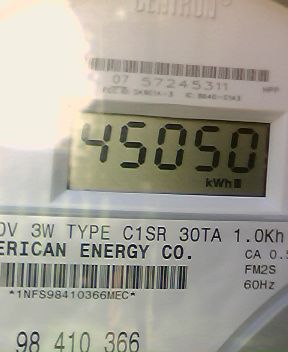 CENTRON
07 57245311
45050
kWh
0V 3W TYPE C1SR 30TA 1.0Kh
ERICAN ENERGY CO.
CA 0.5
FM2S
60Hz
*1NFS98410366MEC*
98 410 366